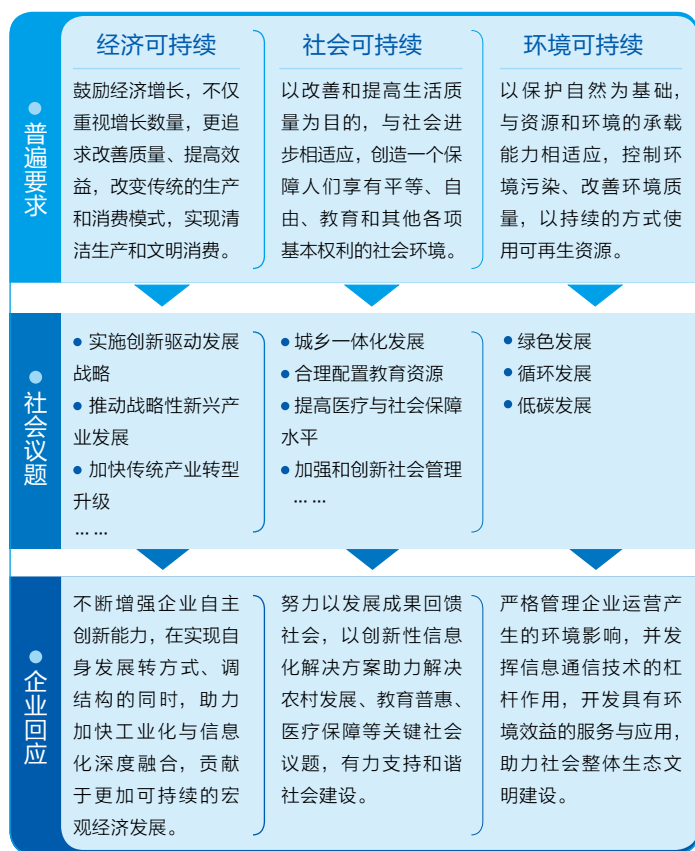 普遍要求
经济可持续
鼓励经济增长，不仅
重视增长数量，更追
求改善质量、提高效
益，改变传统的生产
和消费模式，实现清
洁生产和文明消费。
社会可持续
以改善和提高生活质
量为目的，与社会进
步相适应，创造一个保
障人们享有平等、自
由、教育和其他各项
基本权利的社会环境。
环境可持续
以保护自然为基础，
与资源和环境的承载
能力相适应，控制环
境污染、改善环境质
量，以持续的方式使
用可再生资源。
社会议题
● 实施创新驱动发展
战略
● 推动战略性新兴产
业发展
● 加快传统产业转型
升级
… …
● 城乡一体化发展
● 合理配置教育资源
● 提高医疗与社会保障
水平
● 加强和创新社会管理
… …
● 绿色发展
● 循环发展
● 低碳发展
企业回应
不断增强企业自主
创新能力，在实现自
身发展转方式、调
结构的同时，助力
加快工业化与信息
化深度融合，贡献
于更加可持续的宏
观经济发展。
努力以发展成果回馈
社会，以创新性信息
化解决方案助力解决
农村发展、教育普惠、
医疗保障等关键社会
议题，有力支持和谐
社会建设。
严格管理企业运营产
生的环境影响，并发
挥信息通信技术的杠
杆作用，开发具有环
境效益的服务与应用，
助力社会整体生态文
明建设。